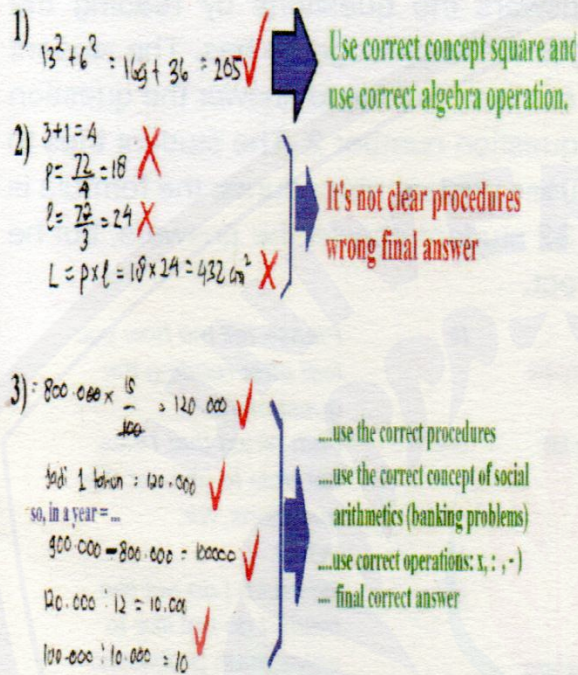 1)
13² + 6² = 169 + 36 = 205
Use correct concept square and
use correct algebra operation.
2) 3+1=4
p = 72/4 = 18
l = 72/3 = 24
L = p x l = 18 x 24 = 432 cm²
It's not clear procedures
wrong final answer
3) = 800.000 x 15/100 = 120.000
Jadi 1 tahun = 120.000
so, in a year = ...
900.000 - 800.000 = 100000
120.000 : 12 = 10.000
100.000 : 10.000 = 10
....use the correct procedures
....use the correct concept of social
arithmetics (banking problems)
....use correct operations: x, : , - )
.... final correct answer